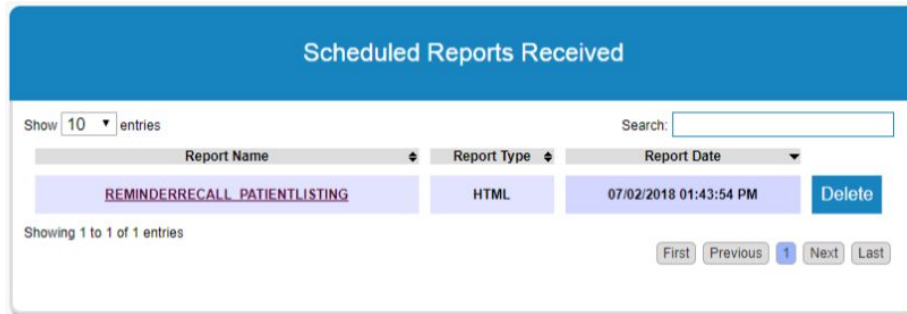 Scheduled Reports Received
Show 10 entries Search:
Report Name Report Type Report Date
REMINDERRECALL_PATIENTLISTING HTML 07/02/2018 01:43:54 PM Delete
Showing 1 to 1 of 1 entries
First Previous 1 Next Last